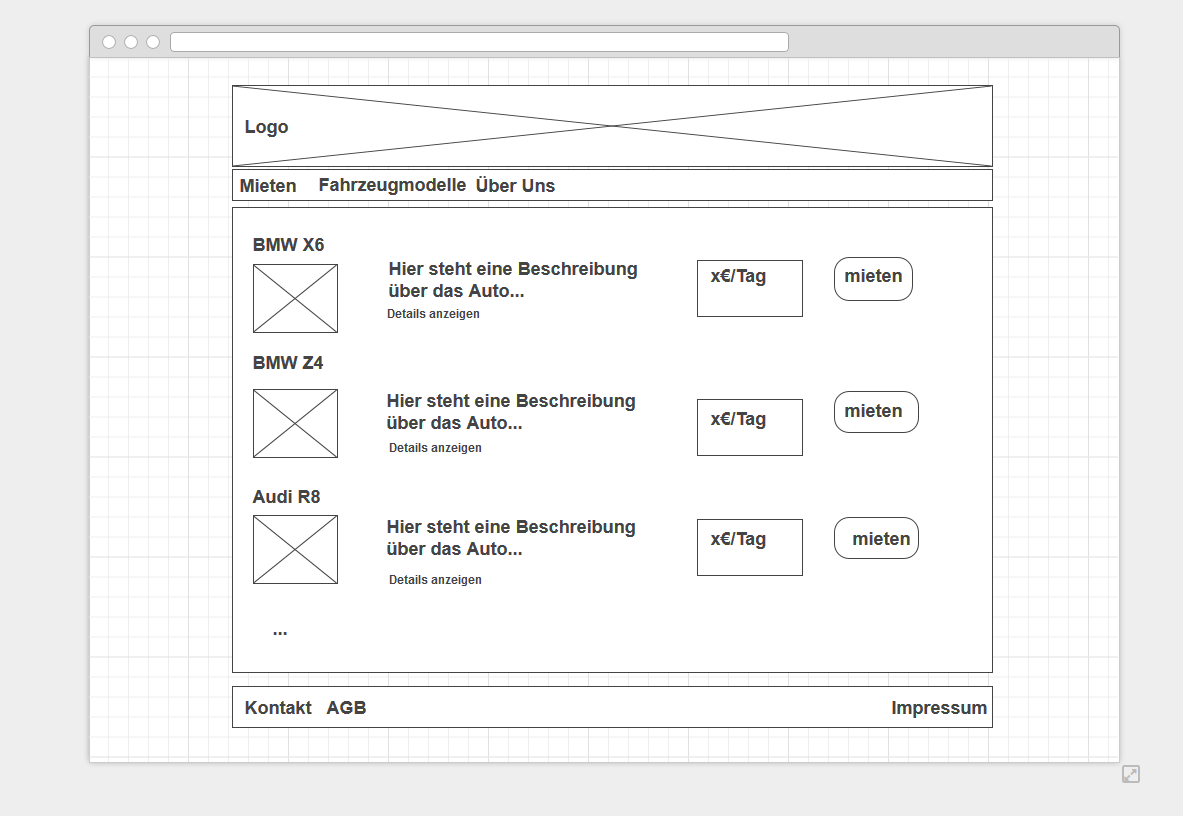 Logo
Mieten Fahrzeugmodelle Über Uns
BMW X6
Hier steht eine Beschreibung
über das Auto...
Details anzeigen
x€/Tag
mieten
BMW Z4
Hier steht eine Beschreibung
über das Auto...
Details anzeigen
x€/Tag
mieten
Audi R8
Hier steht eine Beschreibung
über das Auto...
Details anzeigen
x€/Tag
mieten
...
Kontakt AGB Impressum